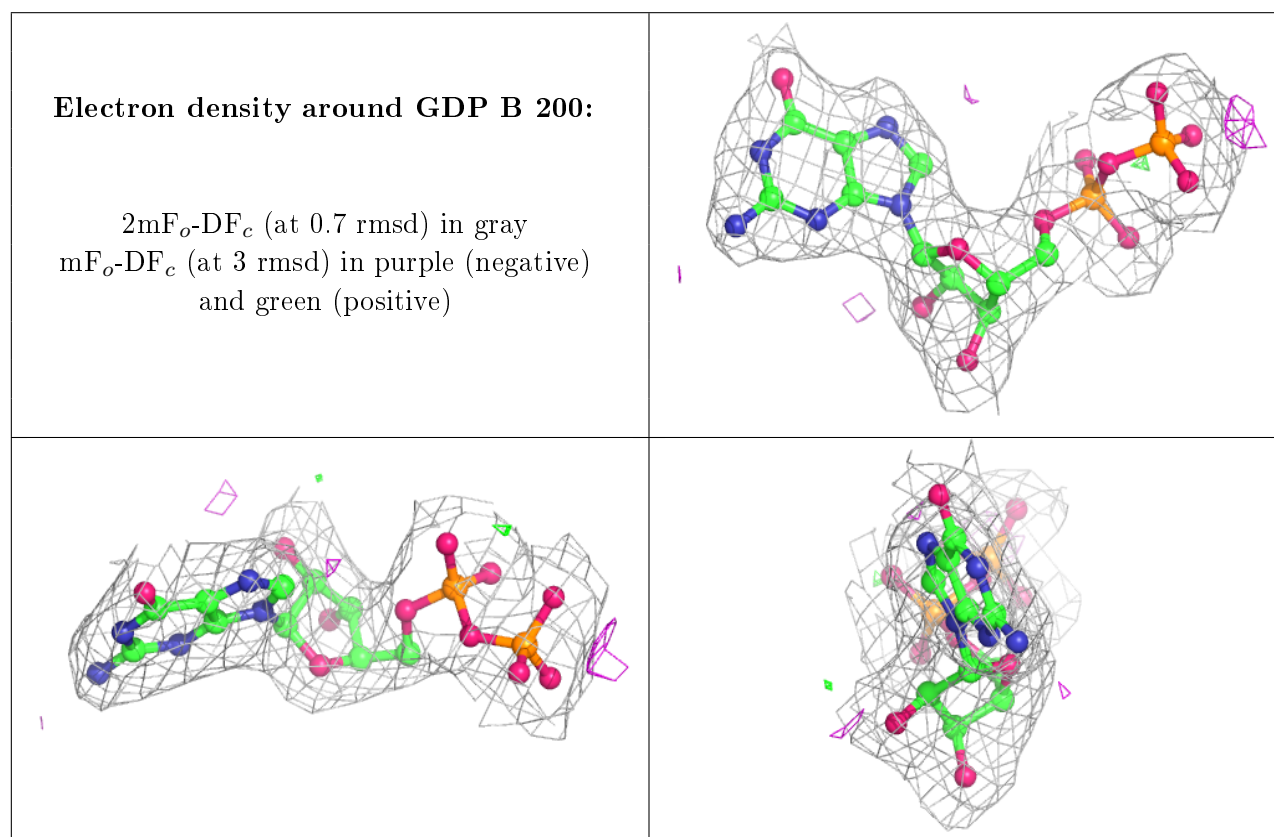 Electron density around GDP B 200:
2mFo-DFc (at 0.7 rmsd) in gray
mFo-DFc (at 3 rmsd) in purple (negative)
and green (positive)